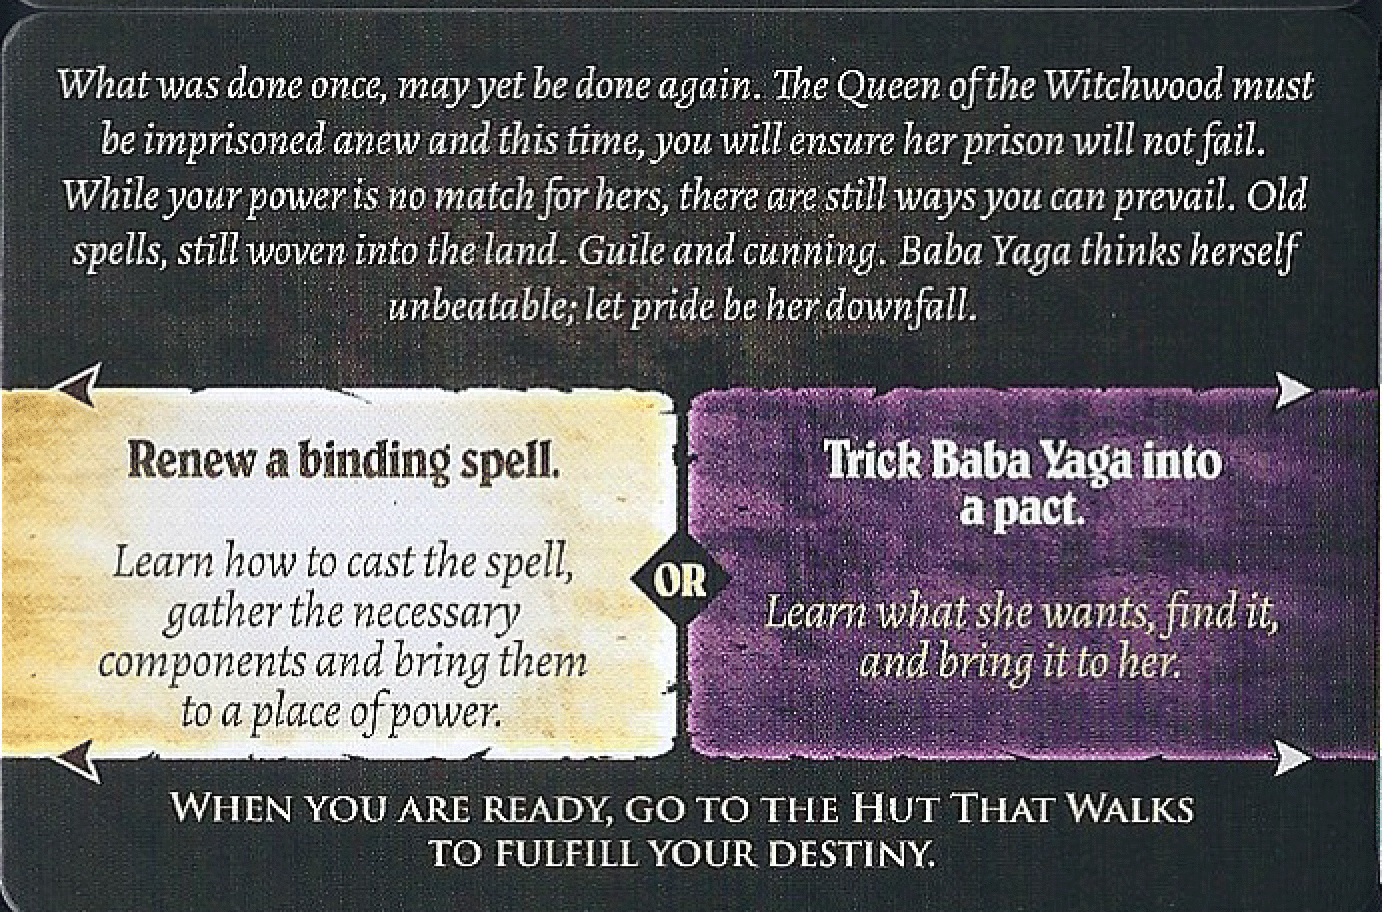 What was done once, may yet be done again. The Queen of the Witchwood must
be imprisoned anew and this time, you will ensure her prison will not fail.
While your power is no match for hers, there are still ways you can prevail. Old
spells, still woven into the land. Guile and cunning. Baba Yaga thinks herself
unbeatable; let pride be her downfall.
Renew a binding spell.
Learn how to cast the spell,
gather the necessary
components and bring them
to a place of power.
OR
Trick Baba Yaga into
a pact.
Learn what she wants, find it,
and bring it to her.
WHEN YOU ARE READY, GO TO THE HUT THAT WALKS
TO FULFILL YOUR DESTINY.